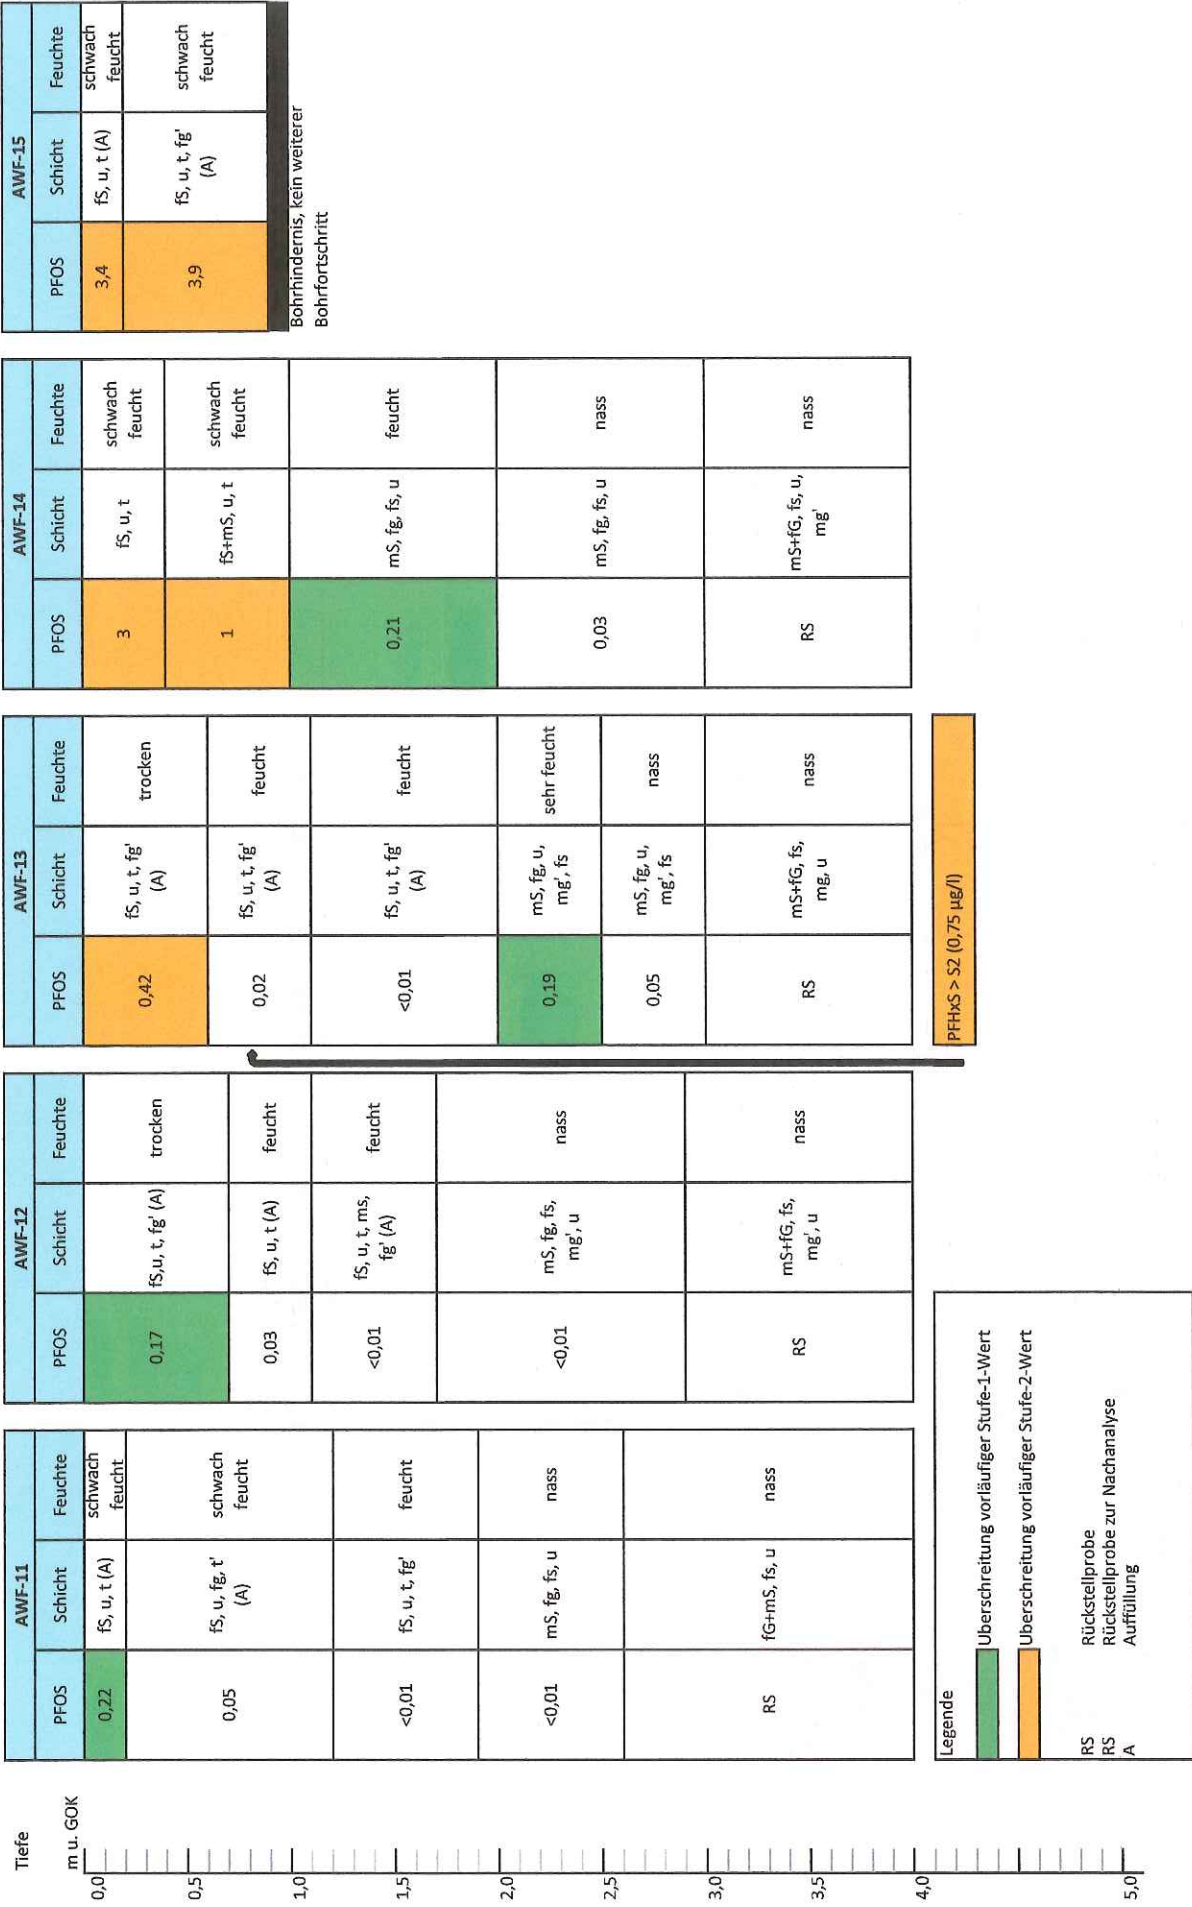 Tiefe
m u. GOK
0,0
0,5
1,0
1,5
2,0
2,5
3,0
3,5
4,0
5,0
AWF-11
PFOS Schicht Feuchte
0,22 fS, u, t (A) schwach
feucht
0,05 fS, u, fg, t'
(A) schwach
feucht
<0,01 fS, u, t, fg' feucht
<0,01 mS, fg, fs, u nass
RS fG+mS, fs, u nass
AWF-12
PFOS Schicht Feuchte
0,17 fS,u, t, fg' (A) trocken
0,03 fS, u, t (A) feucht
<0,01 fS, u, t, ms,
fg' (A) feucht
<0,01 mS, fg, fs,
mg', u nass
RS mS+fG, fs,
mg', u nass
AWF-13
PFOS Schicht Feuchte
0,42 fS, u, t, fg'
(A) trocken
0,02 fS, u, t, fg'
(A) feucht
<0,01 fS, u, t, fg'
(A) feucht
0,19 mS, fg, u,
mg', fs sehr feucht
0,05 mS, fg, u,
mg', fs nass
RS mS+fG, fs,
mg, u nass
PFHxS > S2 (0,75 µg/l)
AWF-14
PFOS Schicht Feuchte
3 fS, u, t schwach
feucht
1 fS+mS, u, t schwach
feucht
0,21 mS, fg, fs, u feucht
0,03 mS, fg, fs, u nass
RS mS+fG, fs, u,
mg' nass
AWF-15
PFOS Schicht Feuchte
3,4 fS, u, t (A) schwach
feucht
3,9 fS, u, t, fg'
(A) schwach
feucht
Bohrhindernis, kein weiterer
Bohrfortschritt
Legende
Überschreitung vorläufiger Stufe-1-Wert
Überschreitung vorläufiger Stufe-2-Wert
RS Rückstellprobe
RS Rückstellprobe zur Nachanalyse
A Auffüllung